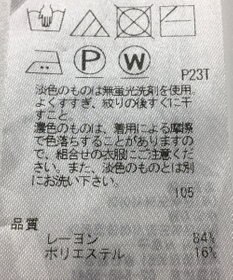 P W
P23T
淡色のものは無蛍光洗剤を使用。
よくすすぎ、絞りの後すぐに干
すこと。
濃色のものは、着用による摩擦
で色落ちすることがありますの
で、組合せの衣服にご注意くだ
さい。また、淡色のものとは別
にお洗い下さい。
105
品質
レーヨン 84%
ポリエステル 16%